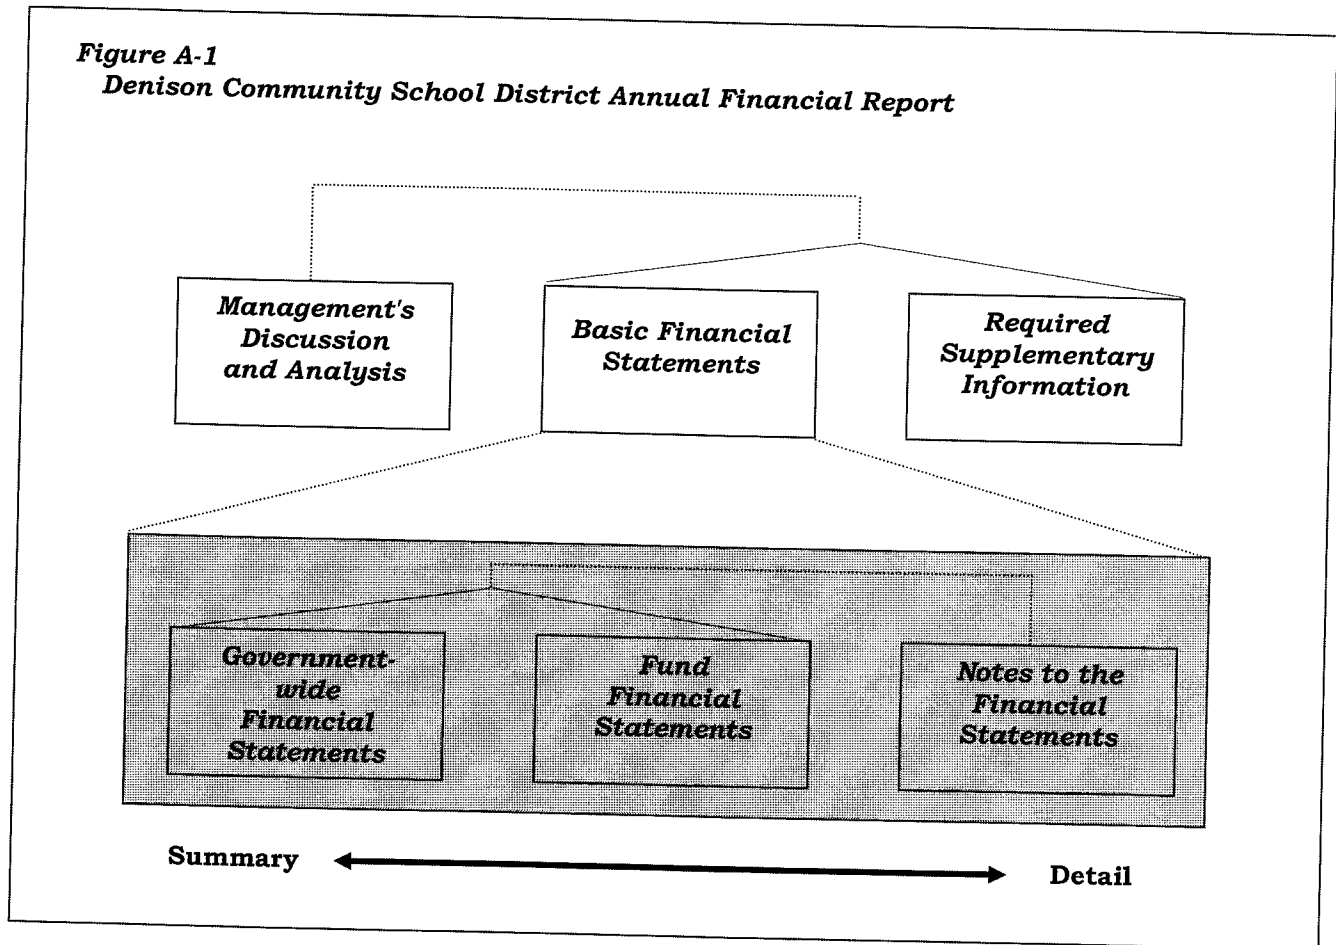 Figure A-1
Denison Community School District Annual Financial Report
Management's
Discussion
and Analysis
Basic Financial
Statements
Required
Supplementary
Information
Government-
wide
Financial
Statements
Fund
Financial
Statements
Notes to the
Financial
Statements
Summary
Detail